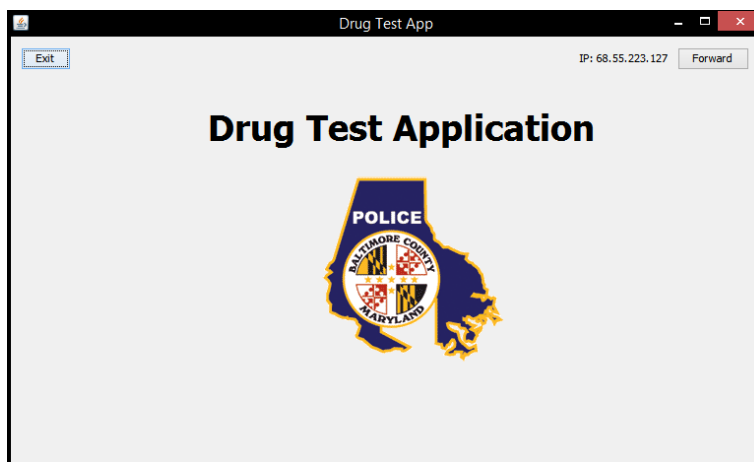 Drug Test App
Exit
IP: 68.55.223.127
Forward
Drug Test Application
POLICE
BALTIMORE COUNTY
MARYLAND